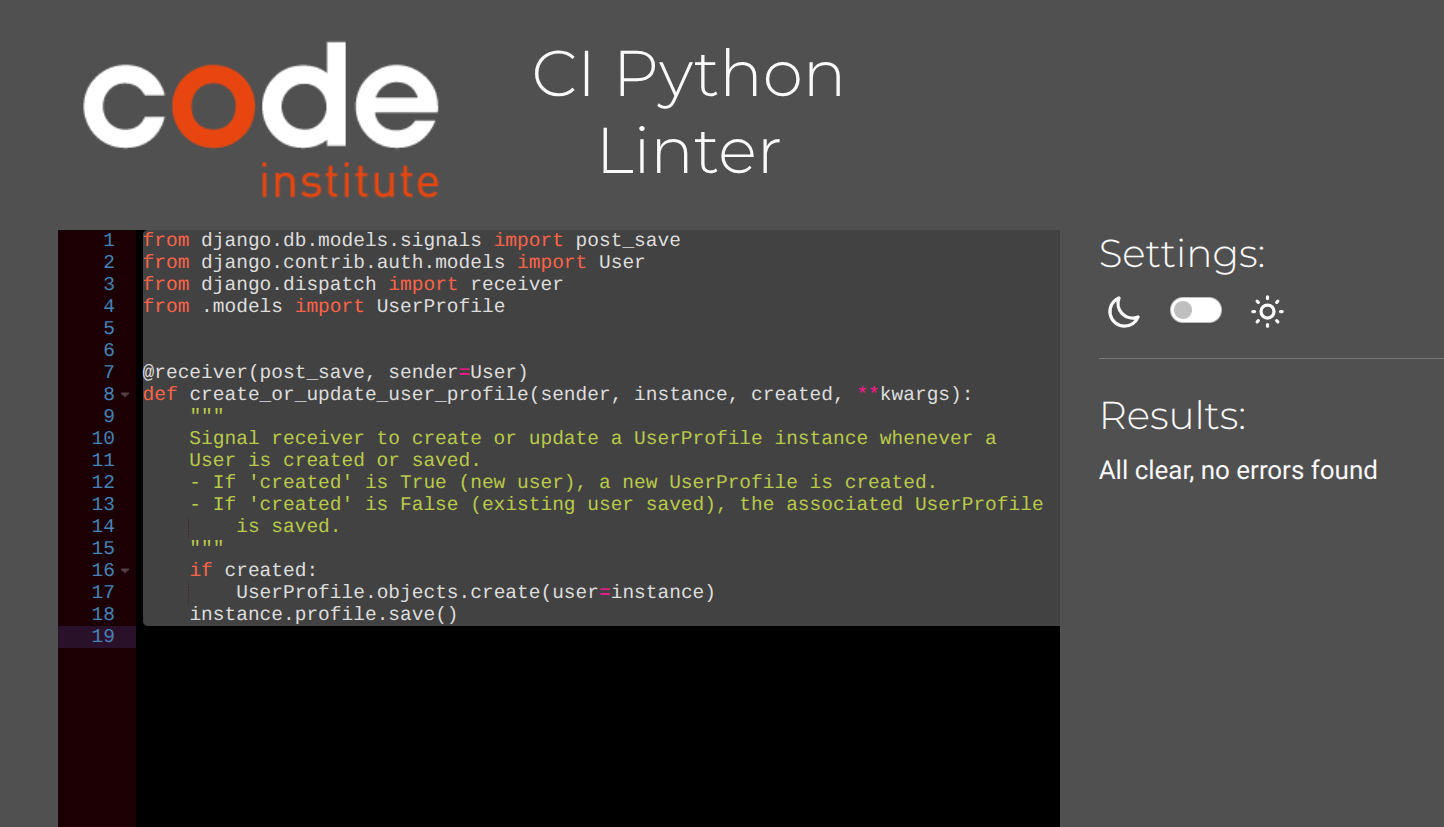 code
institute
CI Python
Linter
1 from django.db.models.signals import post_save
2 from django.contrib.auth.models import User
3 from django.dispatch import receiver
4 from .models import UserProfile
5
6
7 @receiver(post_save, sender=User)
8 def create_or_update_user_profile(sender, instance, created, **kwargs):
9     """
10     Signal receiver to create or update a UserProfile instance whenever a
11     User is created or saved.
12     - If 'created' is True (new user), a new UserProfile is created.
13     - If 'created' is False (existing user saved), the associated UserProfile
14         is saved.
15     """
16     if created:
17         UserProfile.objects.create(user=instance)
18     instance.profile.save()
19
Settings:
Results:
All clear, no errors found